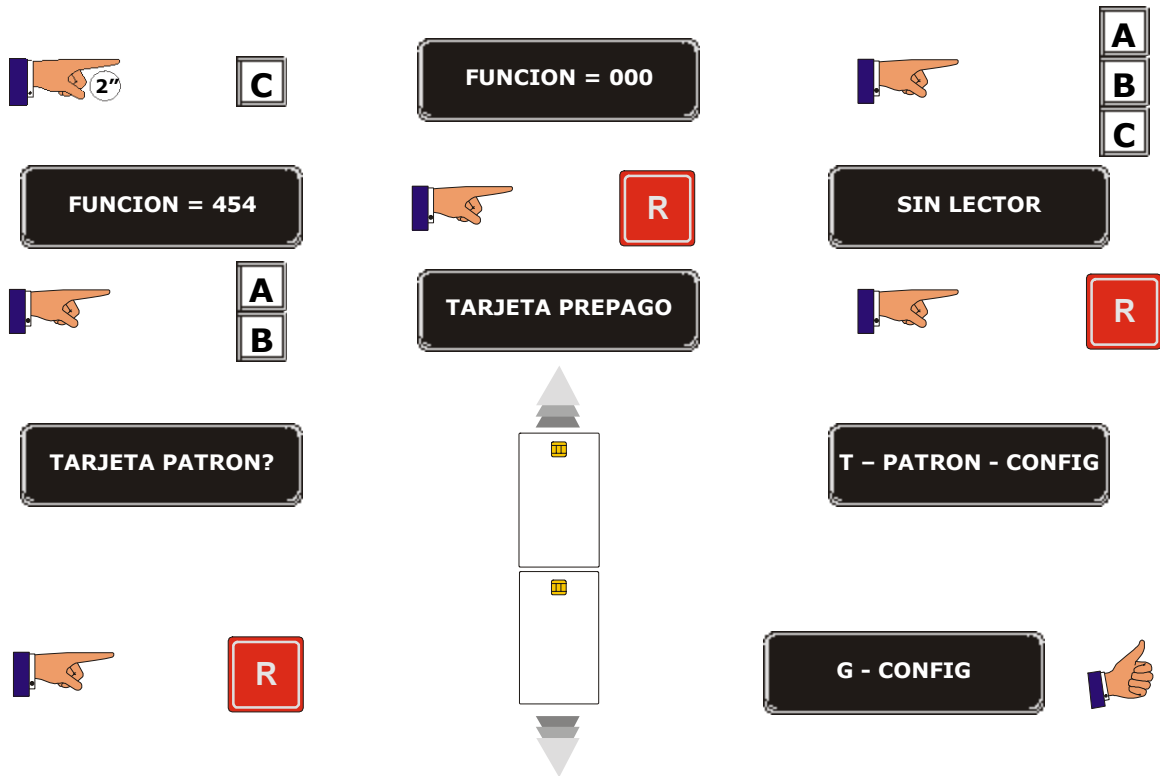 2”
C
FUNCION = 000
A
B
C
FUNCION = 454
R
SIN LECTOR
A
B
TARJETA PREPAGO
R
TARJETA PATRON?
T – PATRON - CONFIG
R
G - CONFIG